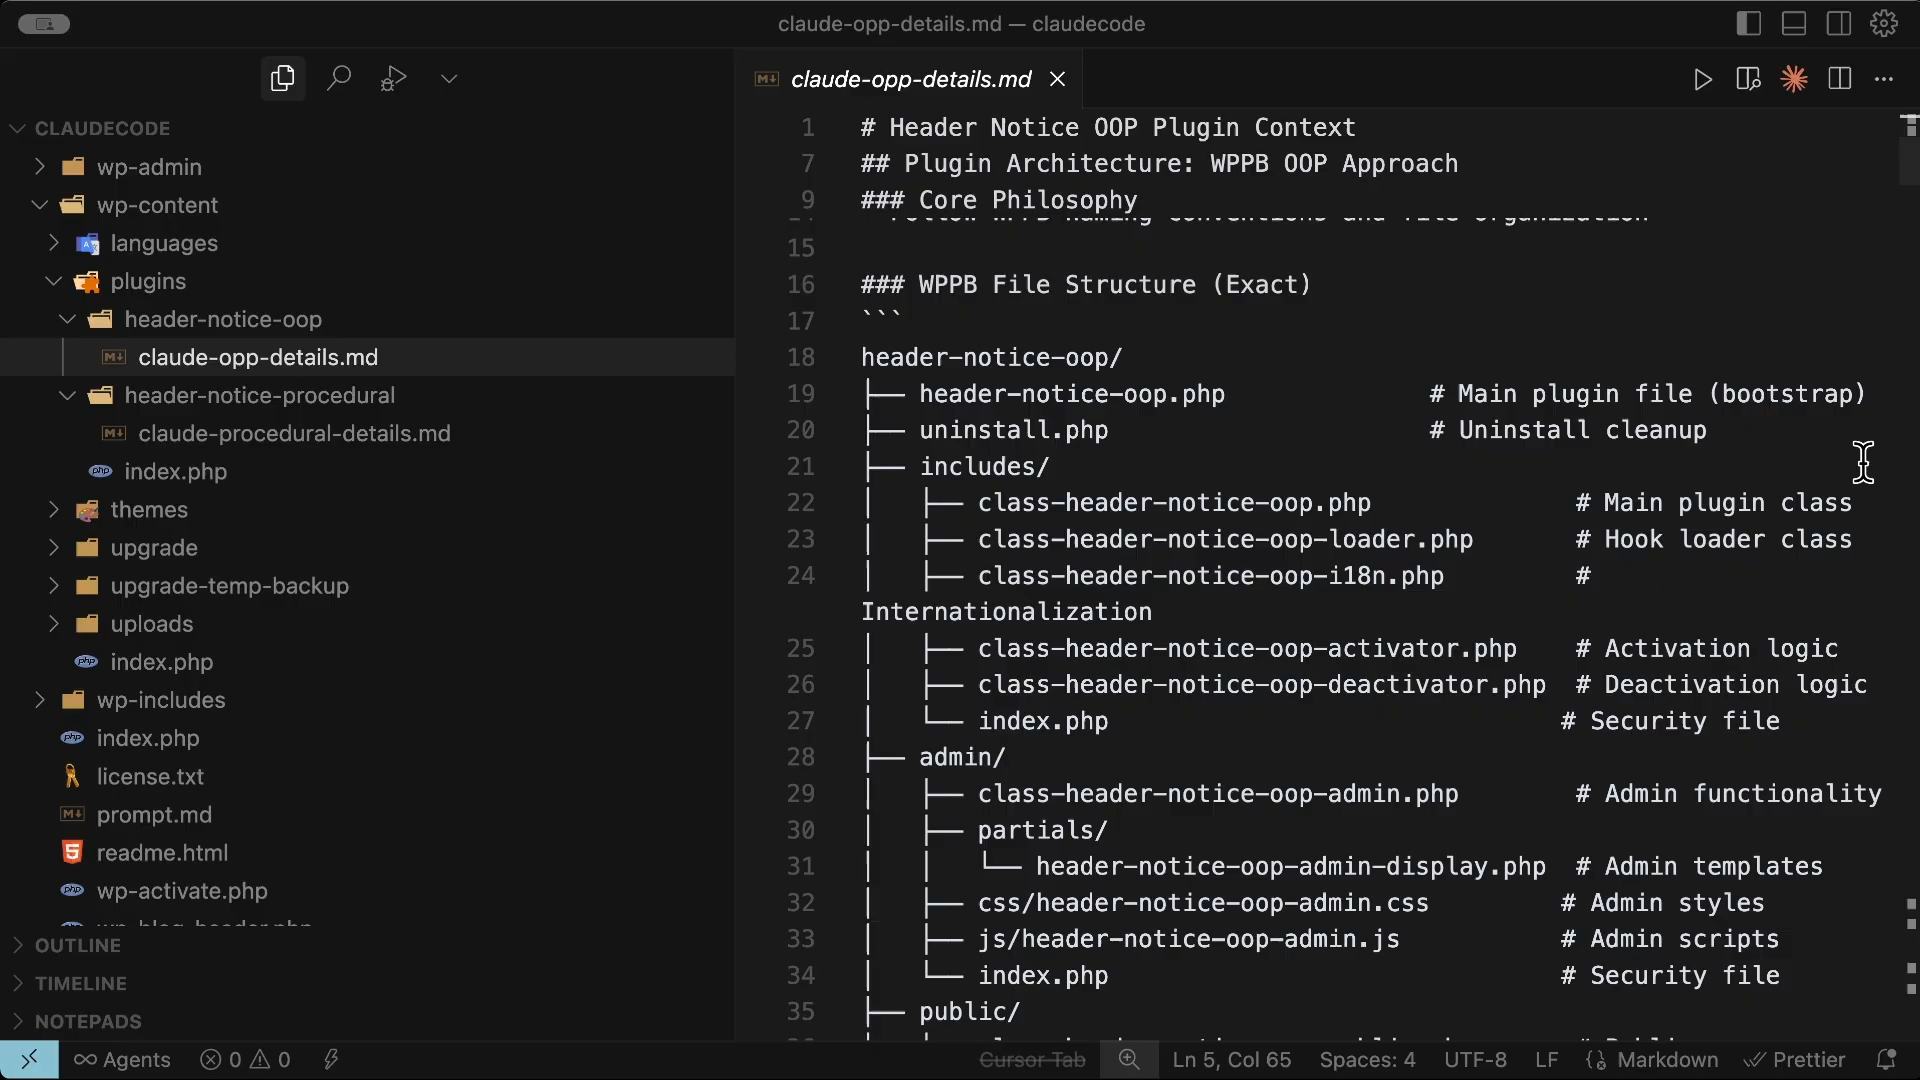 claude-opp-details.md — claudecode
claude-opp-details.md
CLAUDECODE
wp-admin
wp-content
languages
plugins
header-notice-oop
claude-opp-details.md
header-notice-procedural
claude-procedural-details.md
index.php
themes
upgrade
upgrade-temp-backup
uploads
index.php
wp-includes
index.php
license.txt
prompt.md
readme.html
wp-activate.php
wp-blog-header.php
OUTLINE
TIMELINE
NOTEPADS
1 # Header Notice OOP Plugin Context
7 ## Plugin Architecture: WPPB OOP Approach
9 ### Core Philosophy
15
16 ### WPPB File Structure (Exact)
17 ```
18 header-notice-oop/
19 ├── header-notice-oop.php # Main plugin file (bootstrap)
20 ├── uninstall.php # Uninstall cleanup
21 ├── includes/
22 │ ├── class-header-notice-oop.php # Main plugin class
23 │ ├── class-header-notice-oop-loader.php # Hook loader class
24 │ ├── class-header-notice-oop-i18n.php #
Internationalization
25 │ ├── class-header-notice-oop-activator.php # Activation logic
26 │ ├── class-header-notice-oop-deactivator.php # Deactivation logic
27 │ └── index.php # Security file
28 ├── admin/
29 │ ├── class-header-notice-oop-admin.php # Admin functionality
30 │ ├── partials/
31 │ │ └── header-notice-oop-admin-display.php # Admin templates
32 │ ├── css/header-notice-oop-admin.css # Admin styles
33 │ ├── js/header-notice-oop-admin.js # Admin scripts
34 │ └── index.php # Security file
35 ├── public/
Agents 0 0
Cursor Tab
Ln 5, Col 65
Spaces: 4
UTF-8
LF
Markdown
Prettier